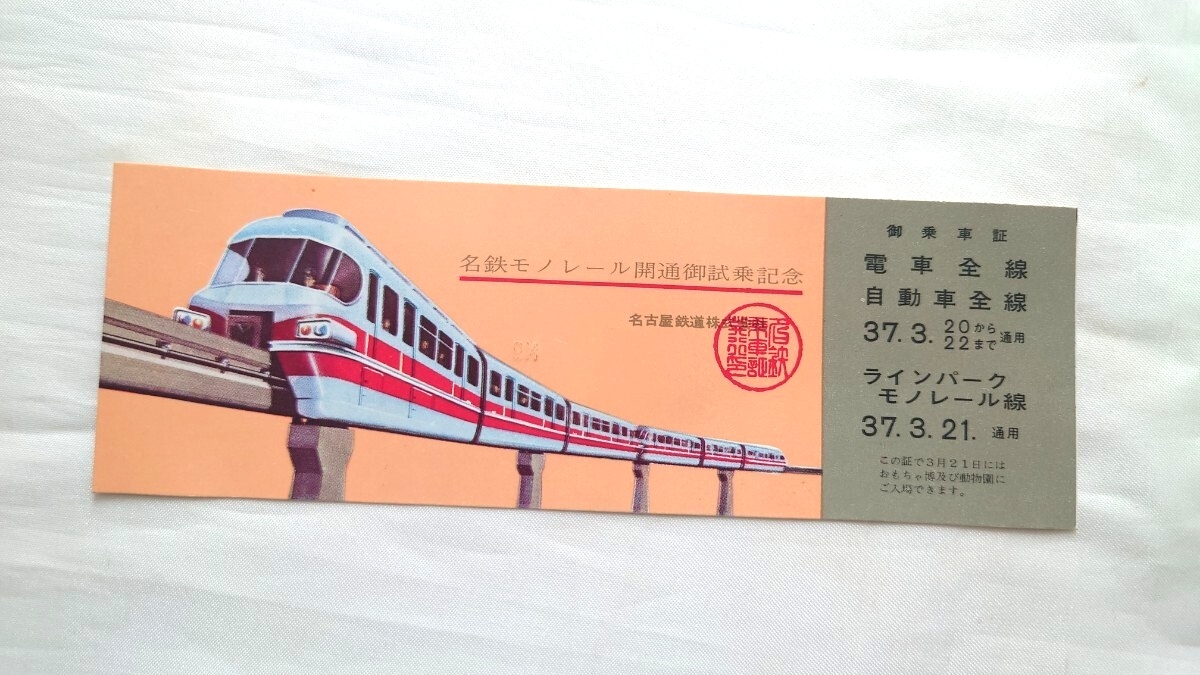 名鉄モノレール開通御試乗記念
名古屋鉄道株式会社
御乗車証
電車全線
自動車全線
37.3. 20から 22まで 通用
ラインパーク
モノレール線
37.3.21. 通用
この証で3月21日には
おもちゃ博及び動物園に
ご入場できます。